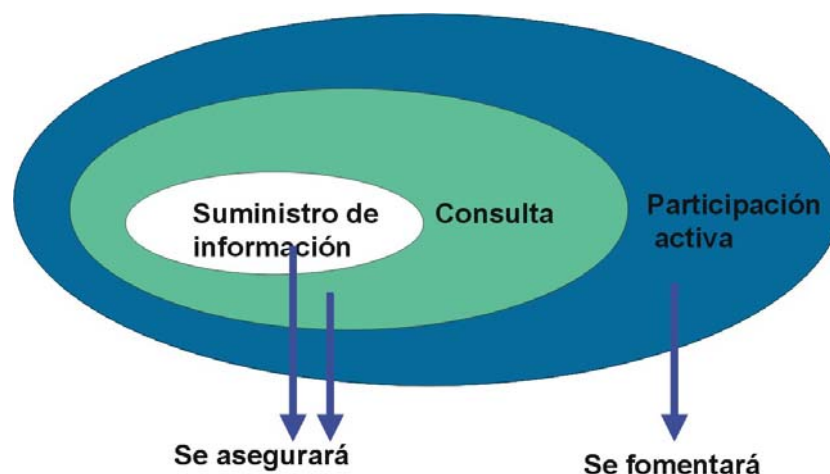 Suministro de
información
Consulta
Participación
activa
Se asegurará
Se fomentará